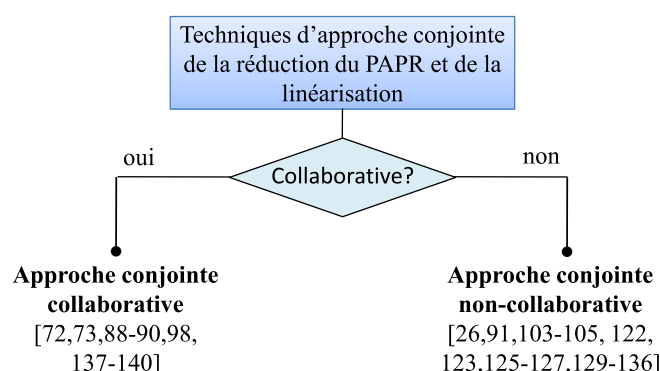 Techniques d'approche conjointe
de la réduction du PAPR et de la
linéarisation
oui
Collaborative?
non
Approche conjointe
collaborative
[72,73,88-90,98,
137-140]
Approche conjointe
non-collaborative
[26,91,103-105, 122,
123,125-127,129-136]